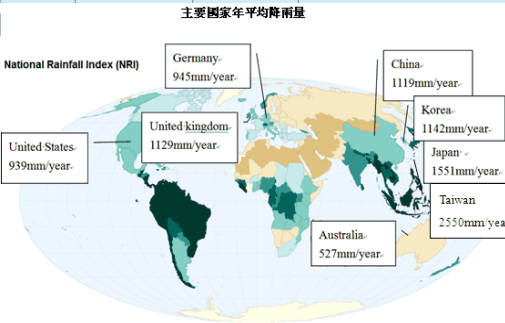 主要國家年平均降雨量
National Rainfall Index (NRI)
Germany
945mm/year
China
1119mm/year
Korea
1142mm/year
United kingdom
1129mm/year
United States
939mm/year
Japan
1551mm/year
Taiwan
2550mm/yea
Australia
527mm/year